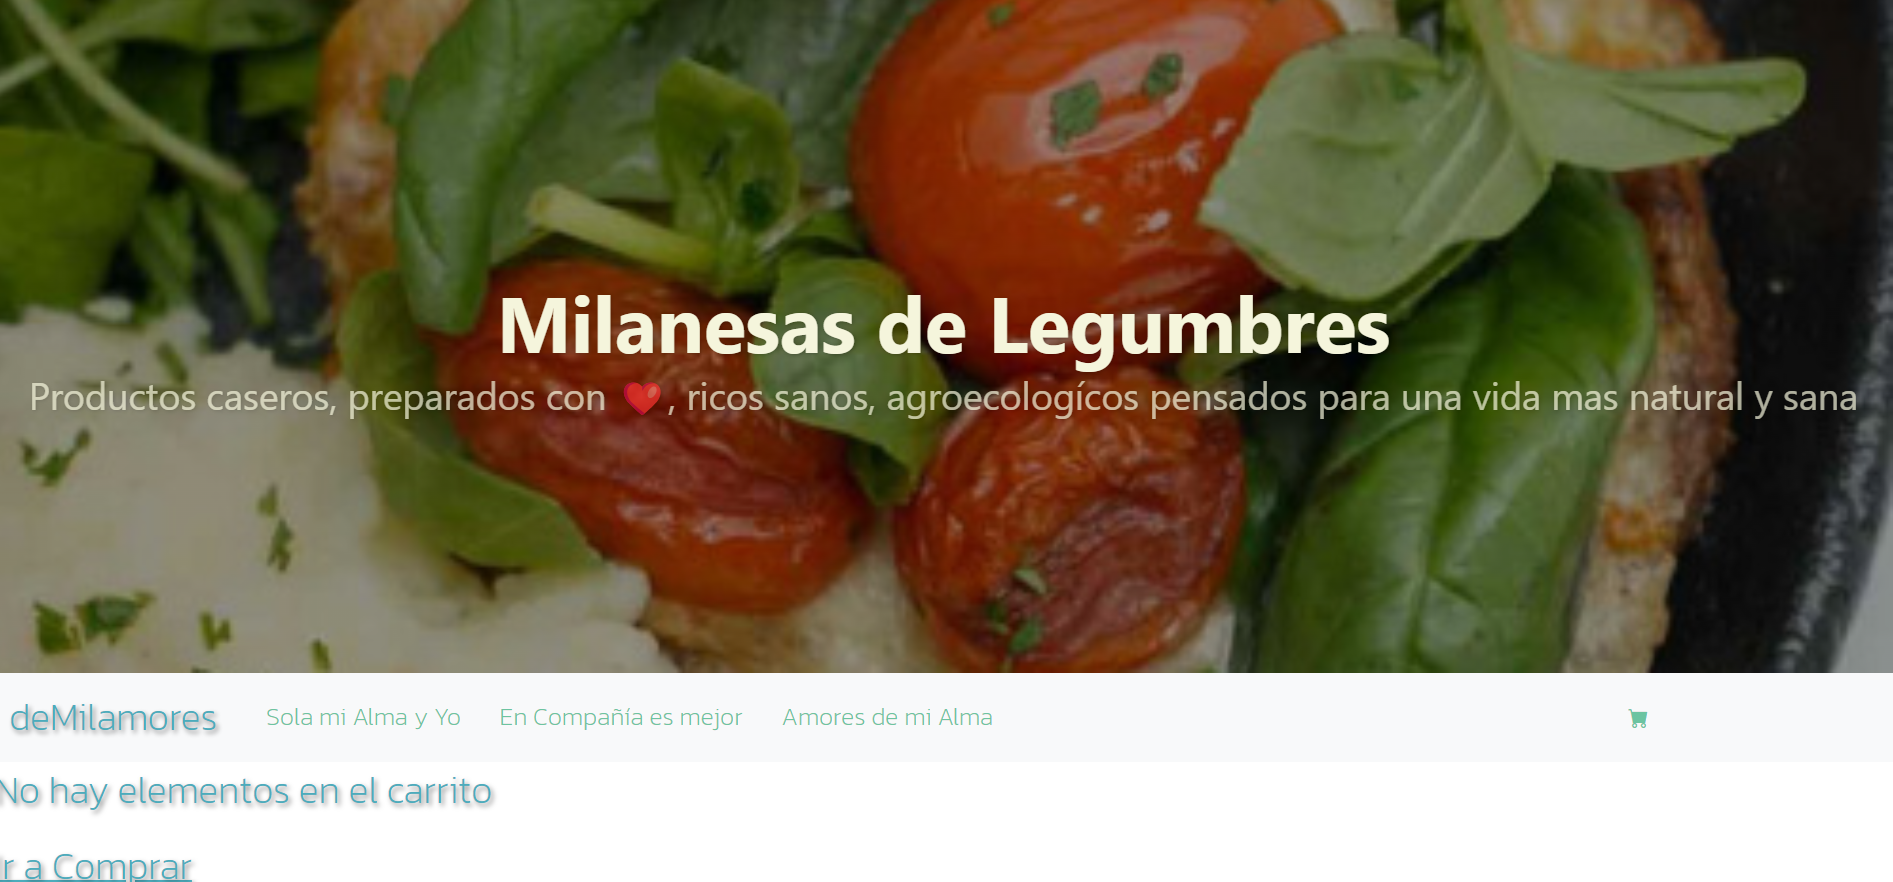 Milanesas de Legumbres
Productos caseros, preparados con ❤️, ricos sanos, agroecologícos pensados para una vida mas natural y sana
deMilamores Sola mi Alma y Yo En Compañía es mejor Amores de mi Alma
No hay elementos en el carrito
Ir a Comprar